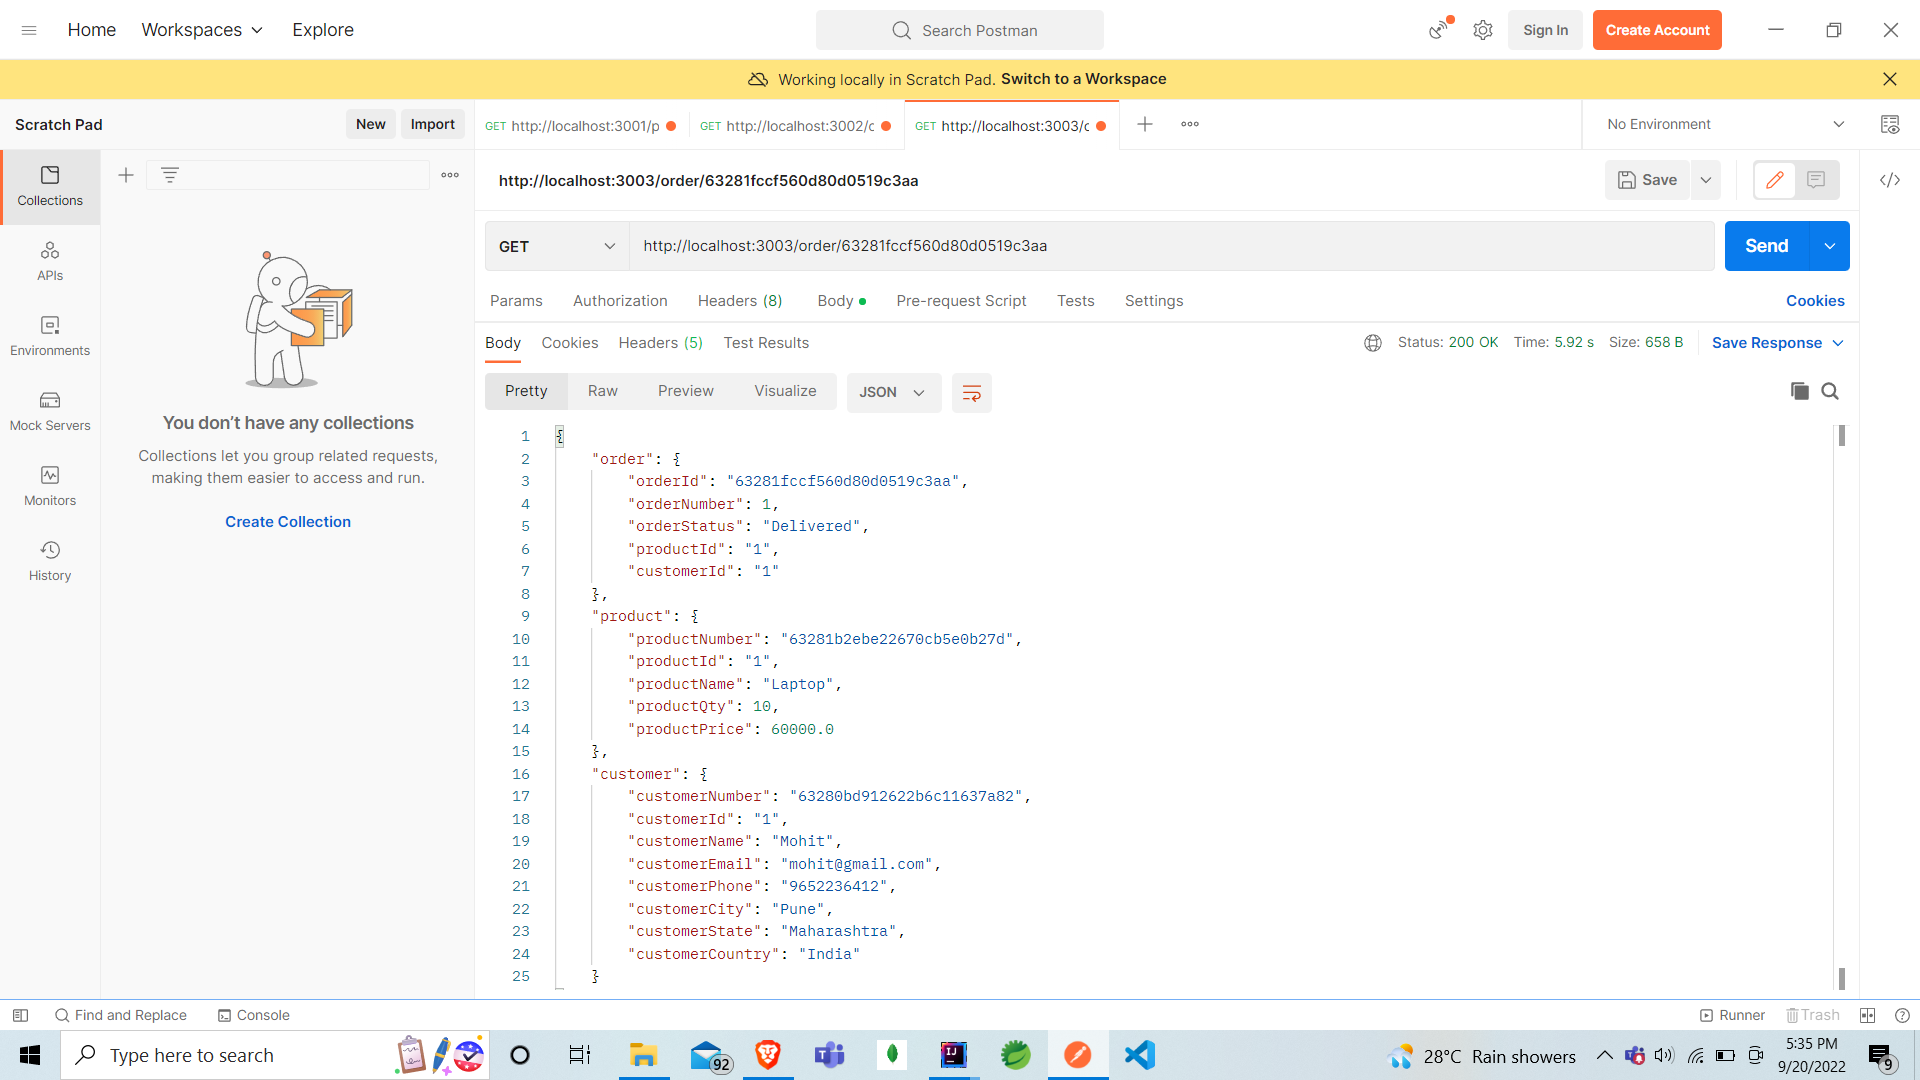 Home Workspaces Explore Search Postman Sign In Create Account
Working locally in Scratch Pad. Switch to a Workspace
Scratch Pad New Import GET http://localhost:3001/p GET http://localhost:3002/c GET http://localhost:3003/c No Environment
Collections
APIs
Environments
Mock Servers
Monitors
History
You don’t have any collections
Collections let you group related requests,
making them easier to access and run.
Create Collection
http://localhost:3003/order/63281fccf560d80d0519c3aa Save
GET http://localhost:3003/order/63281fccf560d80d0519c3aa Send
Params Authorization Headers (8) Body Pre-request Script Tests Settings Cookies
Body Cookies Headers (5) Test Results Status: 200 OK Time: 5.92 s Size: 658 B Save Response
Pretty Raw Preview Visualize JSON
1 {
2 "order": {
3 "orderId": "63281fccf560d80d0519c3aa",
4 "orderNumber": 1,
5 "orderStatus": "Delivered",
6 "productId": "1",
7 "customerId": "1"
8 },
9 "product": {
10 "productNumber": "63281b2ebe22670cb5e0b27d",
11 "productId": "1",
12 "productName": "Laptop",
13 "productQty": 10,
14 "productPrice": 60000.0
15 },
16 "customer": {
17 "customerNumber": "63280bd912622b6c11637a82",
18 "customerId": "1",
19 "customerName": "Mohit",
20 "customerEmail": "mohit@gmail.com",
21 "customerPhone": "9652236412",
22 "customerCity": "Pune",
23 "customerState": "Maharashtra",
24 "customerCountry": "India"
25 }
Find and Replace Console Runner Trash
Type here to search 92 28°C Rain showers 5:35 PM
9/20/2022 9